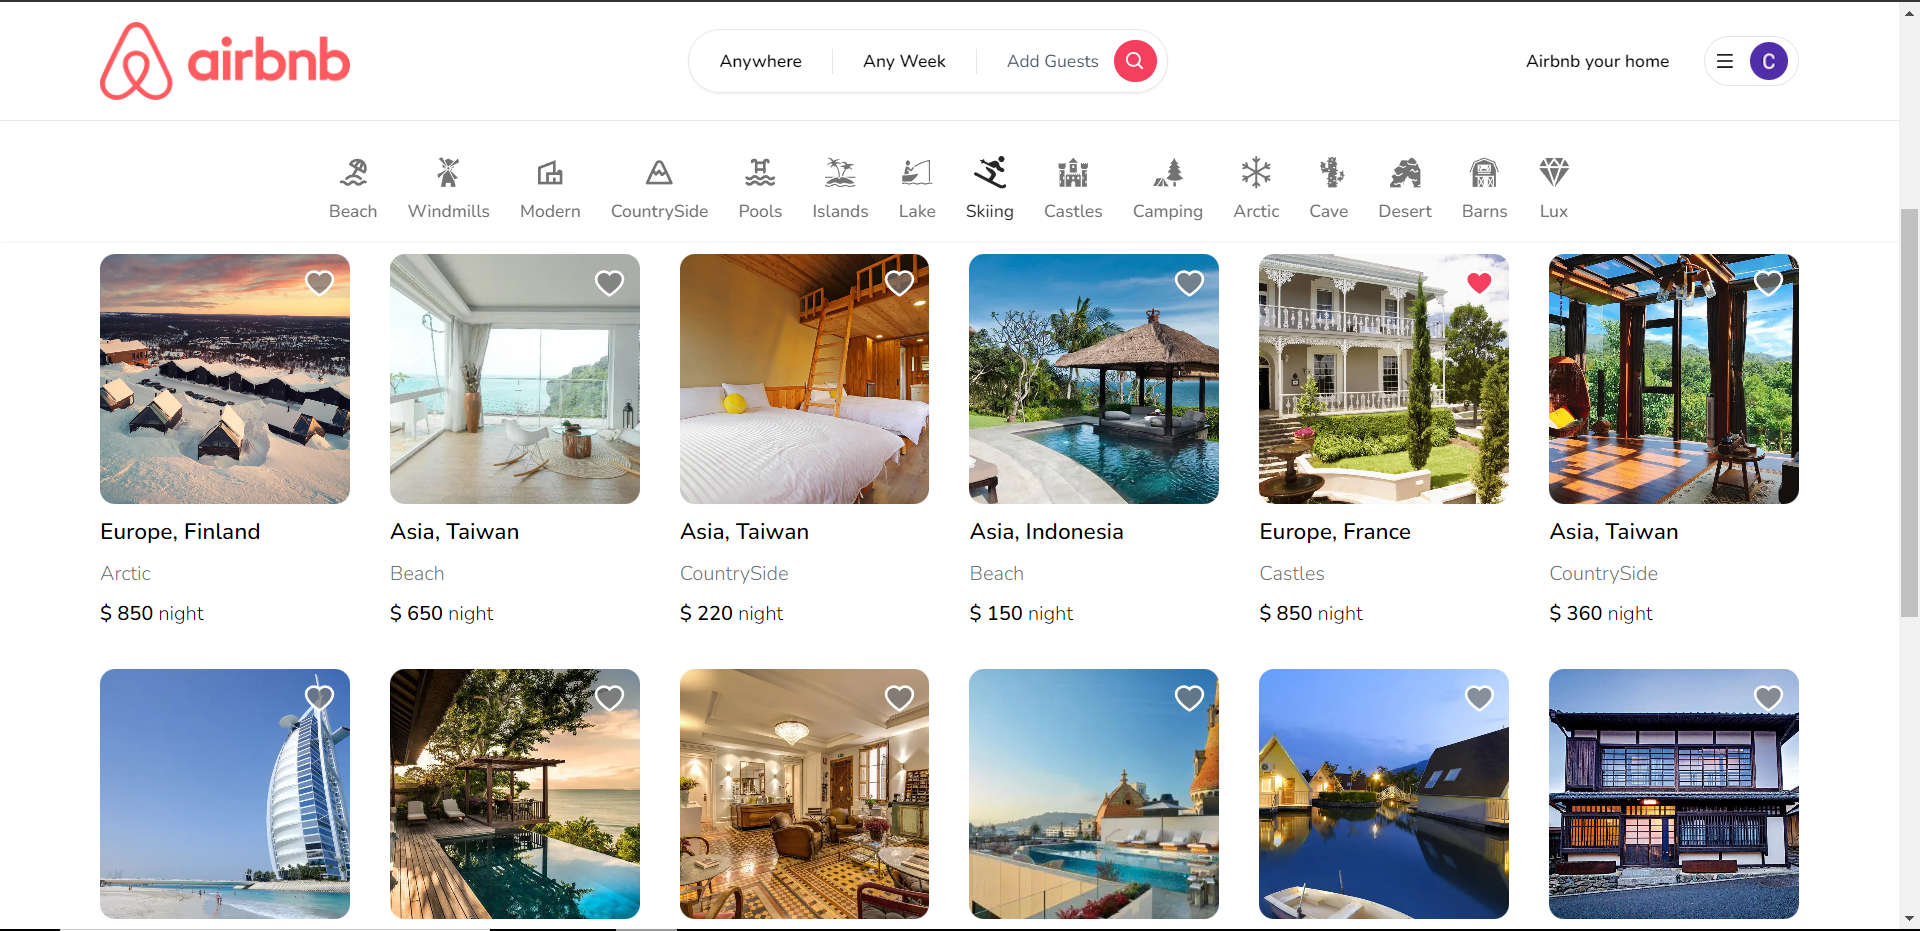 airbnb
Anywhere
Any Week
Add Guests
Airbnb your home
C
Beach
Windmills
Modern
CountrySide
Pools
Islands
Lake
Skiing
Castles
Camping
Arctic
Cave
Desert
Barns
Lux
Europe, Finland
Arctic
$ 850 night
Asia, Taiwan
Beach
$ 650 night
Asia, Taiwan
CountrySide
$ 220 night
Asia, Indonesia
Beach
$ 150 night
Europe, France
Castles
$ 850 night
Asia, Taiwan
CountrySide
$ 360 night